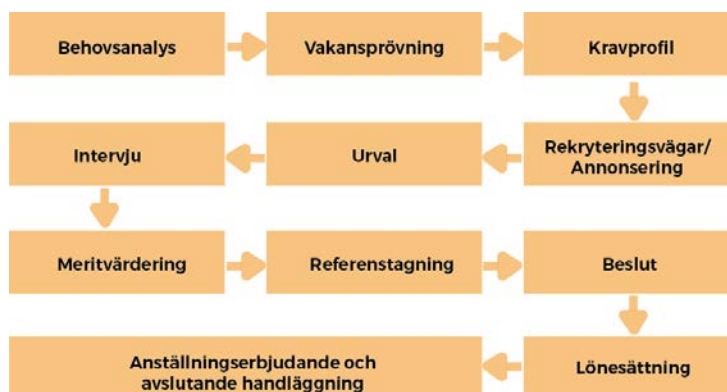 Behovsanalys
Vakansprövning
Kravprofil
Rekryteringsvägar/
Annonsering
Urval
Intervju
Meritvärdering
Referenstagning
Beslut
Lönesättning
Anställningserbjudande och
avslutande handläggning